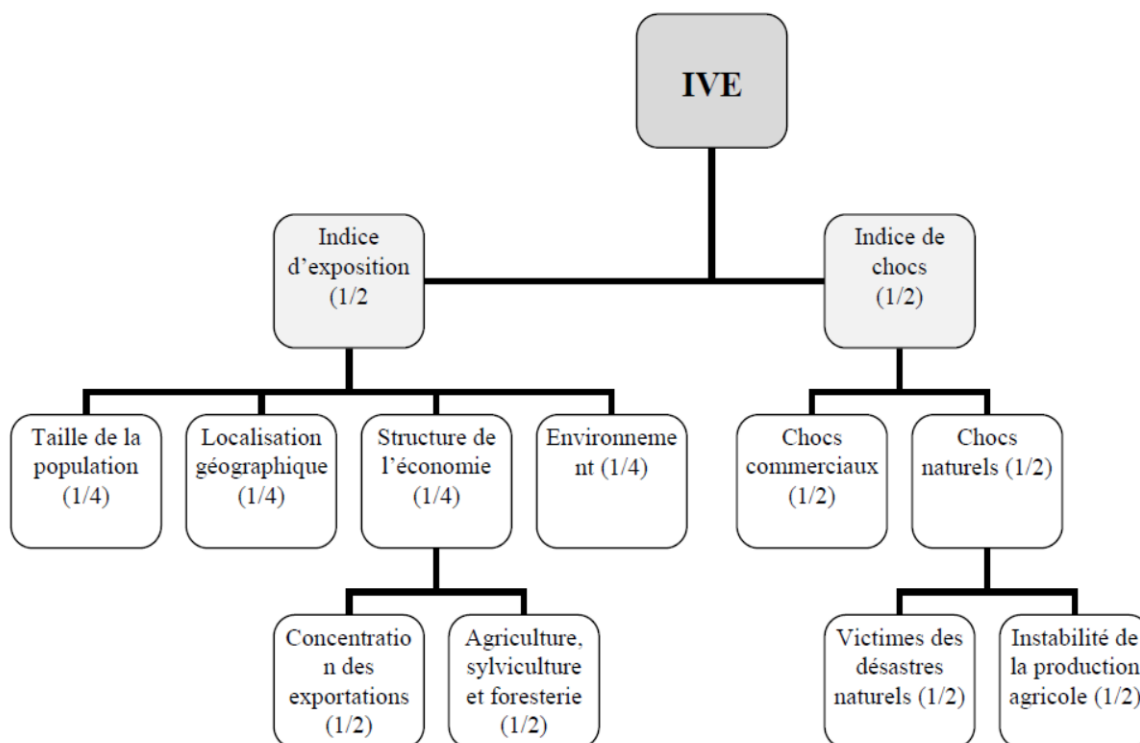 IVE
Indice
d'exposition
(1/2
Indice de
chocs
(1/2)
Taille de la
population
(1/4)
Localisation
géographique
(1/4)
Structure de
l'économie
(1/4)
Environneme
nt (1/4)
Chocs
commerciaux
(1/2)
Chocs
naturels (1/2)
Concentratio
n des
exportations
(1/2)
Agriculture,
sylviculture
et foresterie
(1/2)
Victimes des
désastres
naturels (1/2)
Instabilité de
la production
agricole (1/2)